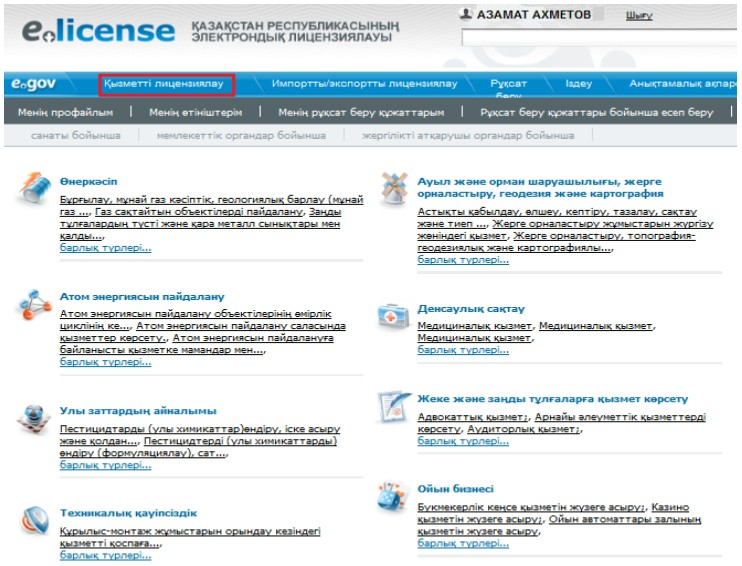 e.license
ҚАЗАҚСТАН РЕСПУБЛИКАСЫНЫҢ
ЭЛЕКТРОНДЫҚ ЛИЦЕНЗИЯЛАУЫ
АЗАМАТ АХМЕТОВ
Шығу
egov
Қызметті лицензиялау
Импортты/экспортты лицензиялау
Рұқсат
беру
Іздеу
Анықтамалық ақпар
Менің профайлым
Менің өтініштерім
Менің рұқсат беру құжаттарым
Рұқсат беру құжаттары бойынша есеп беру
санаты бойынша
мемлекеттік органдар бойынша
жергілікті атқарушы органдар бойынша
Өнеркәсіп
Бұрғылау, мұнай газ кәсіптік, геологиялық барлау (мұнай
газ ..., Газ сақтайтын объектілерді пайдалану, Заңды
тұлғалардың түсті және қара металл сынықтары мен
қалды...,
барлық түрлері...
Ауыл және орман шаруашылығы, жерге
орналастыру, геодезия және картография
Астықты қабылдау, өлшеу, кептіру, тазалау, сақтау
және тиеп ..., Жерге орналастыру жұмыстарын жүргізу
жөніндегі қызмет, Жерге орналастыру, топография-
геодезиялық және картографиялы...,
барлық түрлері...
Атом энергиясын пайдалану
Атом энергиясын пайдалану объектілерінің өмірлік
циклінің ке..., Атом энергиясын пайдалану саласында
қызметтер көрсету,, Атом энергиясын пайдалануға
байланысты қызметке мамандар мен...,
барлық түрлері...
Денсаулық сақтау
Медициналық кызмет, Медициналық қызмет,
Медициналық қызмет,
барлық түрлері...
Улы заттардың айналымы
Пестицидтарды (улы химикаттар)өндіру, іске асыру
және қолдан..., Пестицидтерді (улы химикаттарды)
өндіру (формуляциялау), сат...,
барлық түрлері...
Жеке және заңды тұлғаларға қызмет көрсету
Адвокаттық қызмет;, Арнайы әлеуметтік қызметтерді
көрсету, Аудиторлық қызмет;,
барлық түрлері...
Техникалық қауіпсіздік
Құрылыс-монтаж жұмыстарын орындау кезіндегі
қызметті қоспаға...,
барлық түрлері...
Ойын бизнесі
Букмекерлік кеңсе қызметін жүзеге асыру;, Казино
қызметін жүзеге асыру;, Ойын автоматтары залының
қызметін жүзеге асыру,
барлық түрлері...